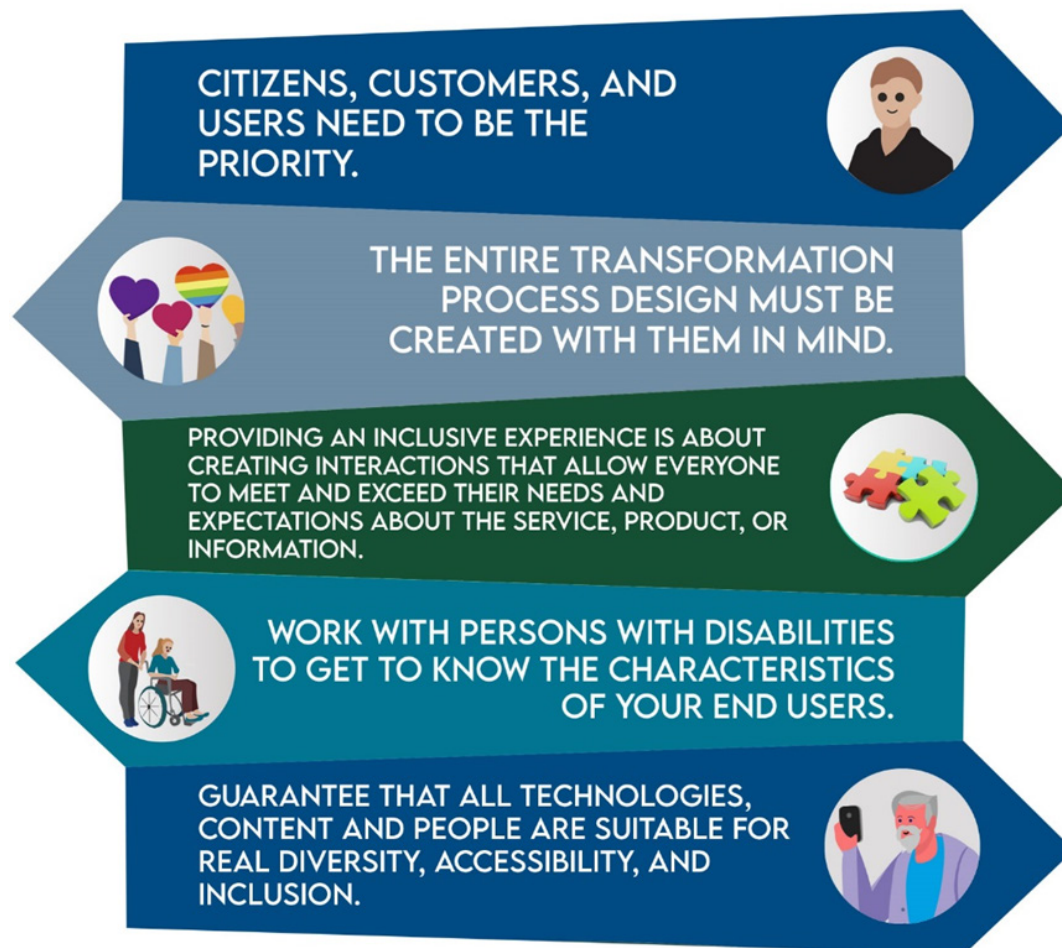 CITIZENS, CUSTOMERS, AND
USERS NEED TO BE THE
PRIORITY.
THE ENTIRE TRANSFORMATION
PROCESS DESIGN MUST BE
CREATED WITH THEM IN MIND.
PROVIDING AN INCLUSIVE EXPERIENCE IS ABOUT
CREATING INTERACTIONS THAT ALLOW EVERYONE
TO MEET AND EXCEED THEIR NEEDS AND
EXPECTATIONS ABOUT THE SERVICE, PRODUCT, OR
INFORMATION.
WORK WITH PERSONS WITH DISABILITIES
TO GET TO KNOW THE CHARACTERISTICS
OF YOUR END USERS.
GUARANTEE THAT ALL TECHNOLOGIES,
CONTENT AND PEOPLE ARE SUITABLE FOR
REAL DIVERSITY, ACCESSIBILITY, AND
INCLUSION.